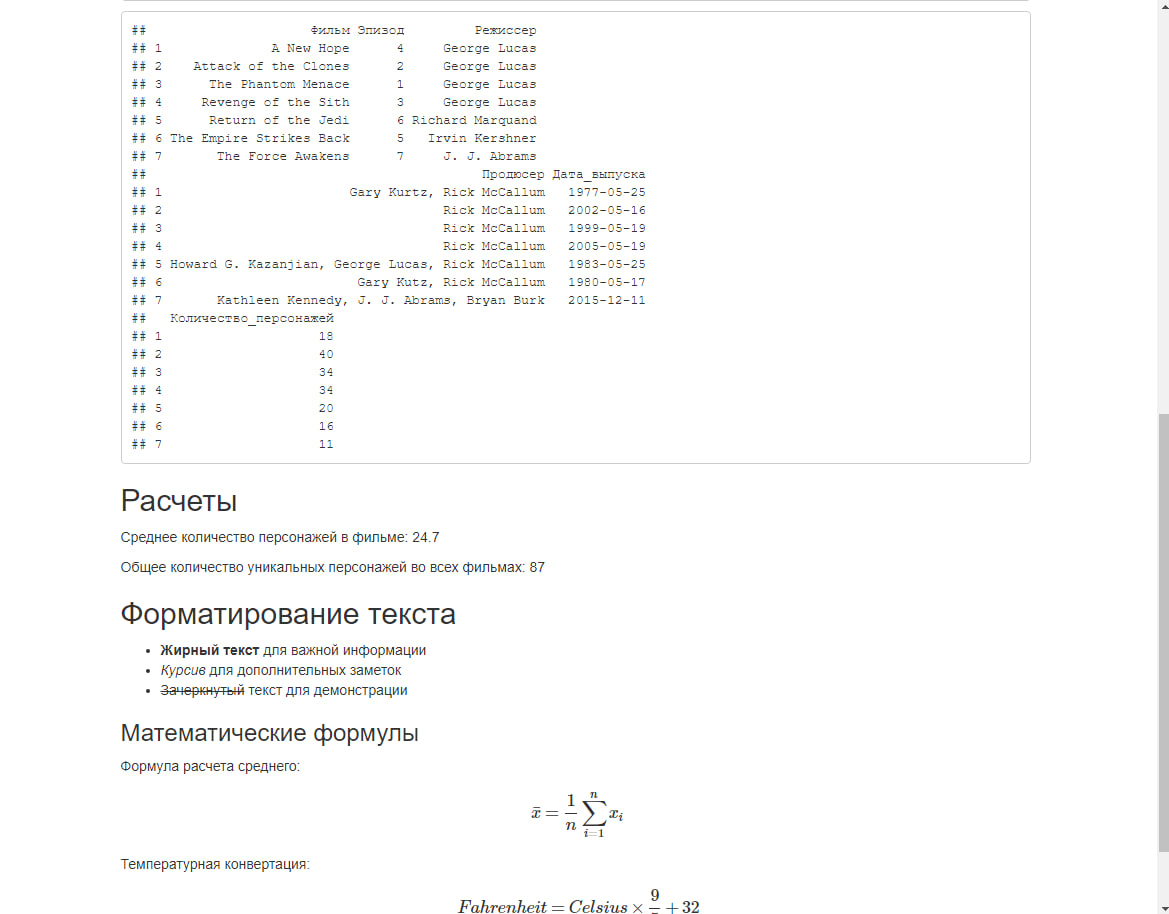 ##                      Фильм Эпизод         Режиссер
## 1              A New Hope      4     George Lucas
## 2    Attack of the Clones      2     George Lucas
## 3      The Phantom Menace      1     George Lucas
## 4     Revenge of the Sith      3     George Lucas
## 5      Return of the Jedi      6 Richard Marquand
## 6 The Empire Strikes Back      5   Irvin Kershner
## 7       The Force Awakens      7     J. J. Abrams
##                                           Продюсер Дата_выпуска
## 1                        Gary Kurtz, Rick McCallum   1977-05-25
## 2                                    Rick McCallum   2002-05-16
## 3                                    Rick McCallum   1999-05-19
## 4                                    Rick McCallum   2005-05-19
## 5 Howard G. Kazanjian, George Lucas, Rick McCallum   1983-05-25
## 6                         Gary Kutz, Rick McCallum   1980-05-17
## 7       Kathleen Kennedy, J. J. Abrams, Bryan Burk   2015-12-11
##   Количество_персонажей
## 1                    18
## 2                    40
## 3                    34
## 4                    34
## 5                    20
## 6                    16
## 7                    11
Расчеты
Среднее количество персонажей в фильме: 24.7
Общее количество уникальных персонажей во всех фильмах: 87
Форматирование текста
• Жирный текст для важной информации
• Курсив для дополнительных заметок
• Зачеркнутый текст для демонстрации
Математические формулы
Формула расчета среднего:
x̄ = 1/n ∑_{i=1}^{n} x_i
Температурная конвертация:
Fahrenheit = Celsius × 9/ + 32